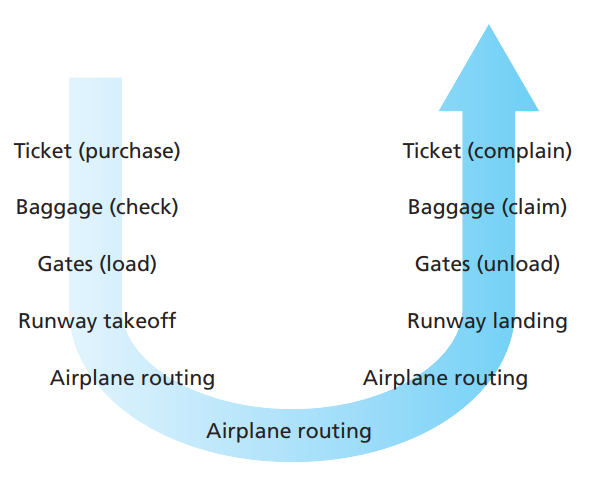 Ticket (purchase)
Baggage (check)
Gates (load)
Runway takeoff
Airplane routing
Airplane routing
Ticket (complain)
Baggage (claim)
Gates (unload)
Runway landing
Airplane routing